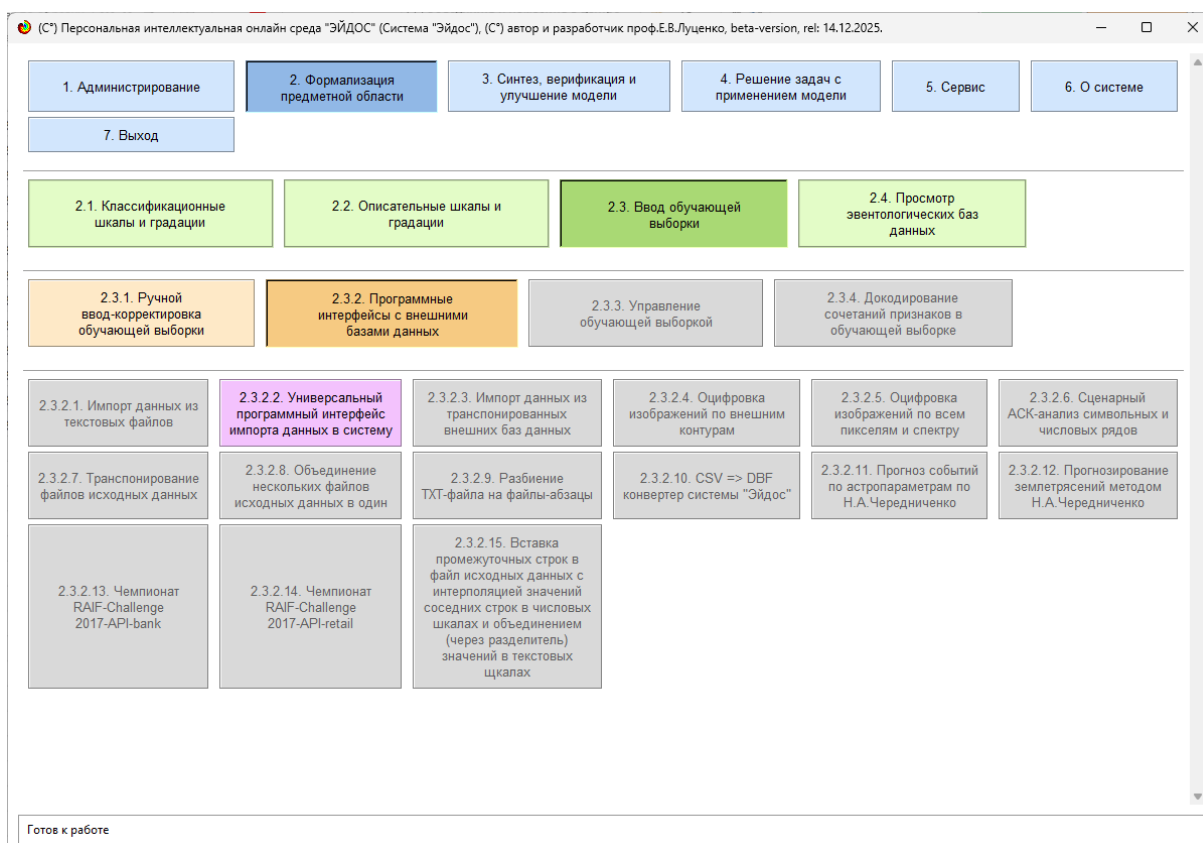 (C°) Персональная интеллектуальная онлайн среда "ЭЙДОС" (Система "Эйдос"), (C°) автор и разработчик проф.Е.В.Луценко, beta-version, rel: 14.12.2025.
1. Администрирование
2. Формализация
предметной области
3. Синтез, верификация и
улучшение модели
4. Решение задач с
применением модели
5. Сервис
6. О системе
7. Выход
2.1. Классификационные
шкалы и градации
2.2. Описательные шкалы и
градации
2.3. Ввод обучающей
выборки
2.4. Просмотр
эвентологических баз
данных
2.3.1. Ручной
ввод-корректировка
обучающей выборки
2.3.2. Программные
интерфейсы с внешними
базами данных
2.3.3. Управление
обучающей выборкой
2.3.4. Докодирование
сочетаний признаков в
обучающей выборке
2.3.2.1. Импорт данных из
текстовых файлов
2.3.2.2. Универсальный
программный интерфейс
импорта данных в систему
2.3.2.3. Импорт данных из
транспонированных
внешних баз данных
2.3.2.4. Оцифровка
изображений по внешним
контурам
2.3.2.5. Оцифровка
изображений по всем
пикселям и спектру
2.3.2.6. Сценарный
АСК-анализ символьных и
числовых рядов
2.3.2.7. Транспонирование
файлов исходных данных
2.3.2.8. Объединение
нескольких файлов
исходных данных в один
2.3.2.9. Разбиение
TXT-файла на файлы-абзацы
2.3.2.10. CSV => DBF
конвертер системы "Эйдос"
2.3.2.11. Прогноз событий
по астропараметрам по
Н.А.Чередниченко
2.3.2.12. Прогнозирование
землетрясений методом
Н.А.Чередниченко
2.3.2.13. Чемпионат
RAIF-Challenge
2017-API-bank
2.3.2.14. Чемпионат
RAIF-Challenge
2017-API-retail
2.3.2.15. Вставка
промежуточных строк в
файл исходных данных с
интерполяцией значений
соседних строк в числовых
шкалах и объединением
(через разделитель)
значений в текстовых
щкалах
Готов к работе